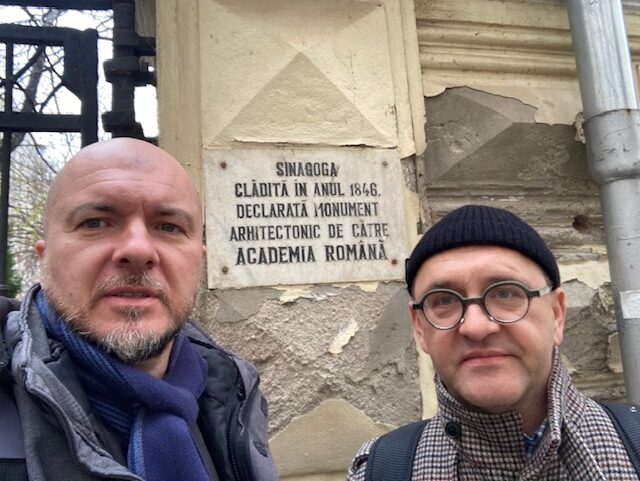 SINAGOGA
CLĂDITĂ ÎN ANUL 1846.
DECLARATĂ MONUMENT
ARHITECTONIC DE CĂTRE
ACADEMIA ROMÂNĂ